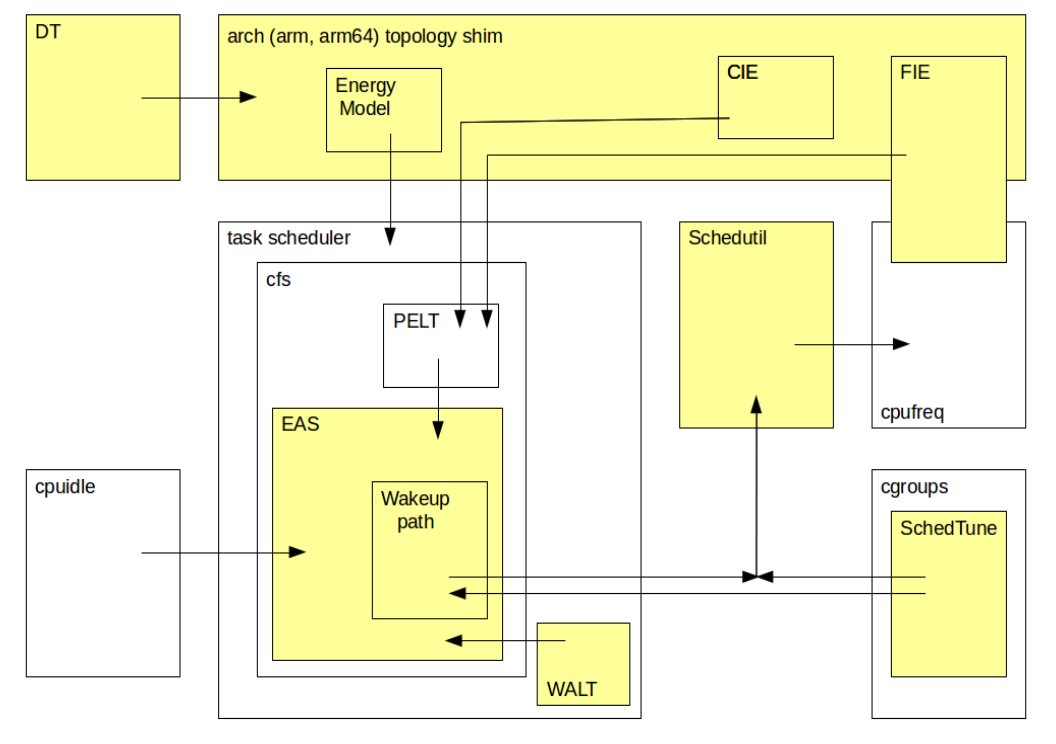 DT
arch (arm, arm64) topology shim
Energy
Model
CIE
FIE
task scheduler
Schedutil
cfs
PELT
cpufreq
EAS
cpuidle
Wakeup
path
cgroups
SchedTune
WALT